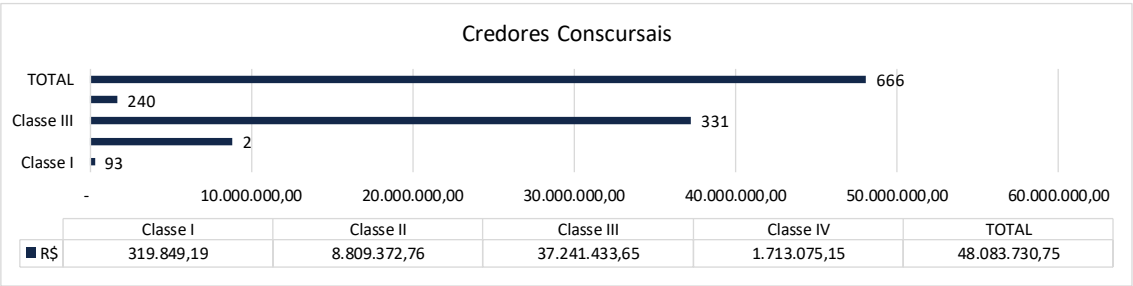 Credores Conscursais
TOTAL 666
240
Classe III 331
2
Classe I 93
- 10.000.000,00 20.000.000,00 30.000.000,00 40.000.000,00 50.000.000,00 60.000.000,00
Classe I Classe II Classe III Classe IV TOTAL
R$ 319.849,19 8.809.372,76 37.241.433,65 1.713.075,15 48.083.730,75